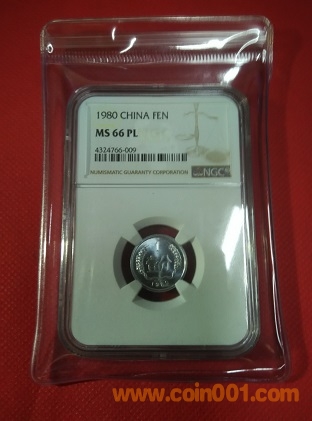 1980 CHINA FEN
MS 66 PL
4324766-009
NUMISMATIC GUARANTY CORPORATION
NGC
www.coin001.com